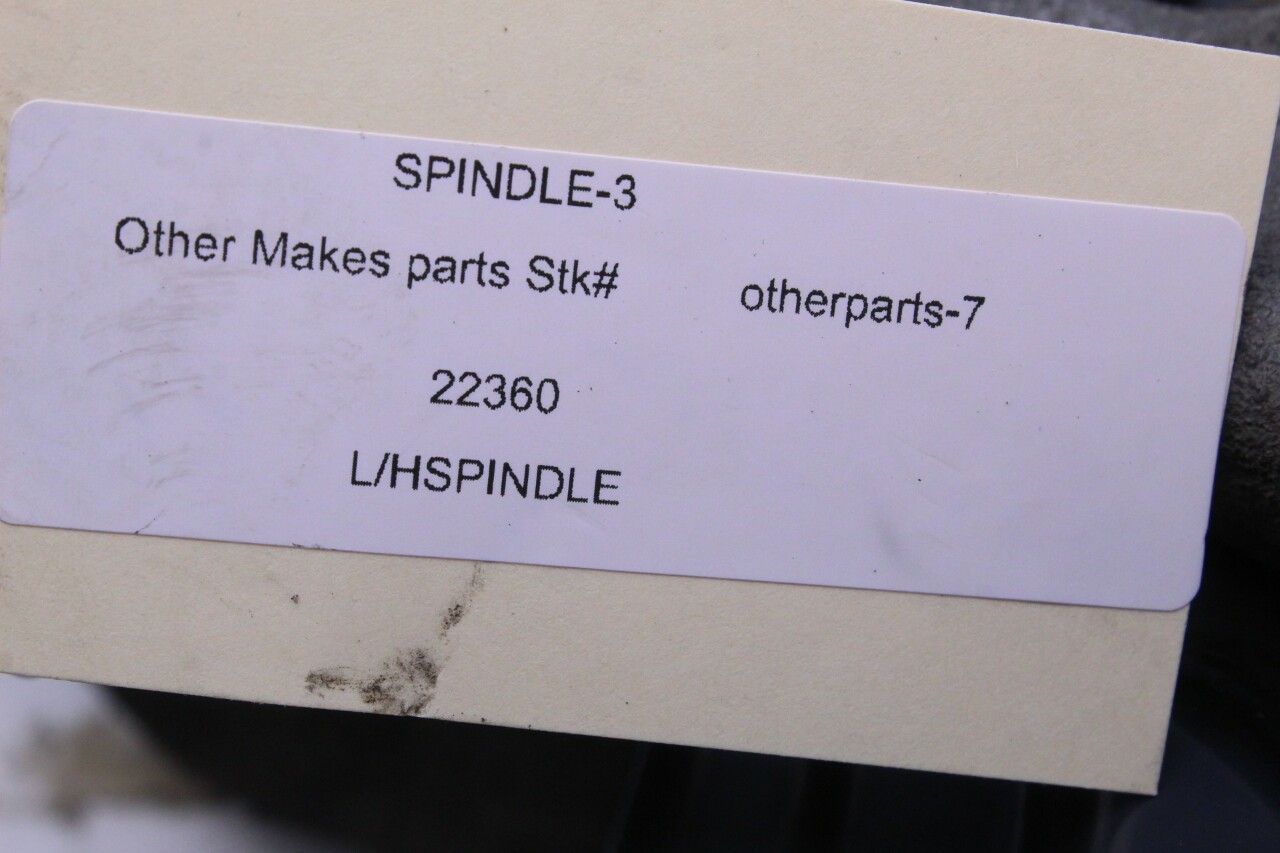 SPINDLE-3
Other Makes parts Stk# otherparts-7
22360
L/HSPINDLE